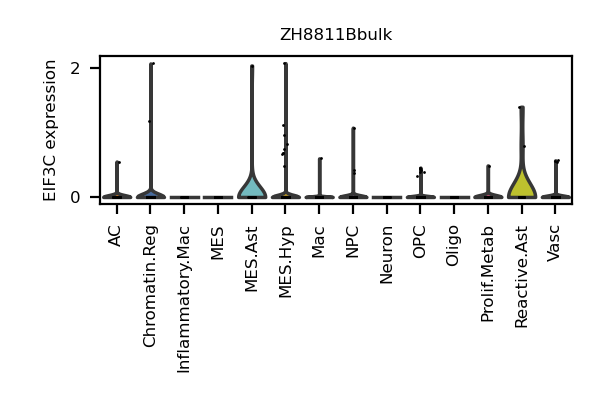 ZH8811Bbulk
EIF3C expression
2
0
AC
Chromatin.Reg
Inflammatory.Mac
MES
MES.Ast
MES.Hyp
Mac
NPC
Neuron
OPC
Oligo
Prolif.Metab
Reactive.Ast
Vasc